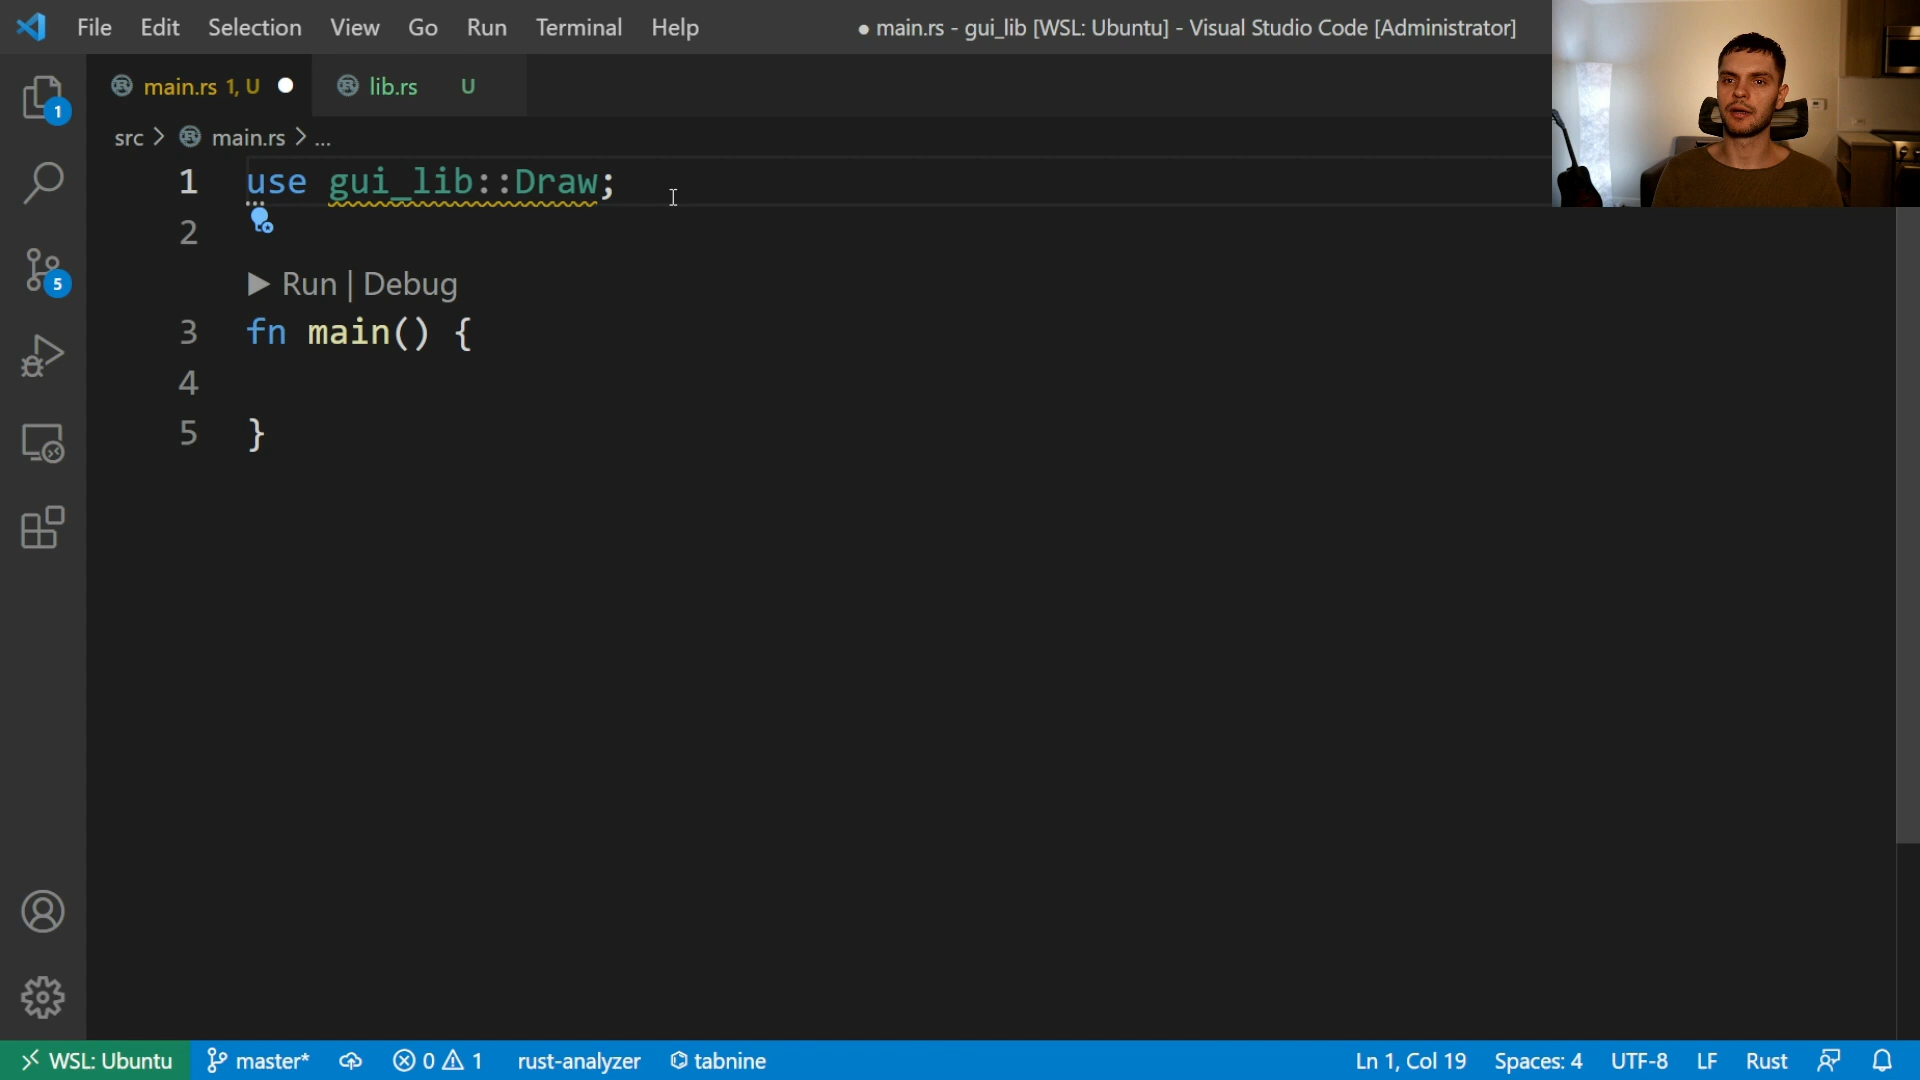 File Edit Selection View Go Run Terminal Help ● main.rs - gui_lib [WSL: Ubuntu] - Visual Studio Code [Administrator]
main.rs 1, U ● lib.rs U
src > main.rs > ...
1 use gui_lib::Draw;
2
▶ Run | Debug
3 fn main() {
4
5 }
1
5
WSL: Ubuntu master* 0 1 rust-analyzer tabnine Ln 1, Col 19 Spaces: 4 UTF-8 LF Rust